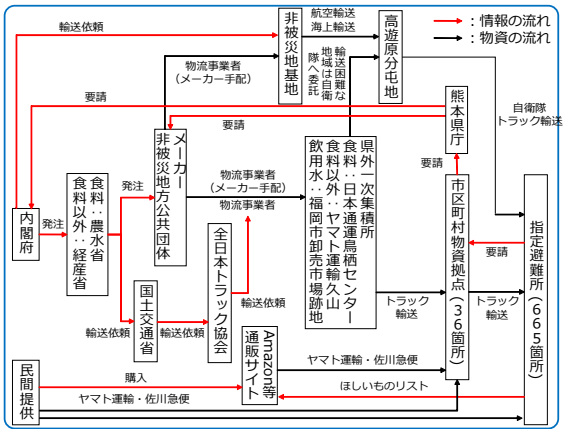 ：情報の流れ
：物資の流れ
輸送依頼
非被災地基地
航空輸送
海上輸送
高遊原分屯地
物流事業者
（メーカー手配）
輸送困難な
地域は自衛
隊へ委託
要請
要請
熊本県庁
自衛隊
トラック輸送
メーカー
非被災地方公共団体
食料：農水省
食料以外：経産省
発注
発注
内閣府
物流事業者
（メーカー手配）
物流事業者
県外一次集積所
食料：日本通運鳥栖センター
食料以外：ヤマト運輸久山
飲用水：福岡市卸売市場跡地
要請
市区町村物資拠点（36箇所）
指定避難所（665箇所）
要請
全日本トラック協会
国土交通省
輸送依頼
輸送依頼
輸送依頼
トラック
輸送
トラック
輸送
Amazon等
通販サイト
ヤマト運輸・佐川急便
民間提供
購入
ほしいものリスト
ヤマト運輸・佐川急便